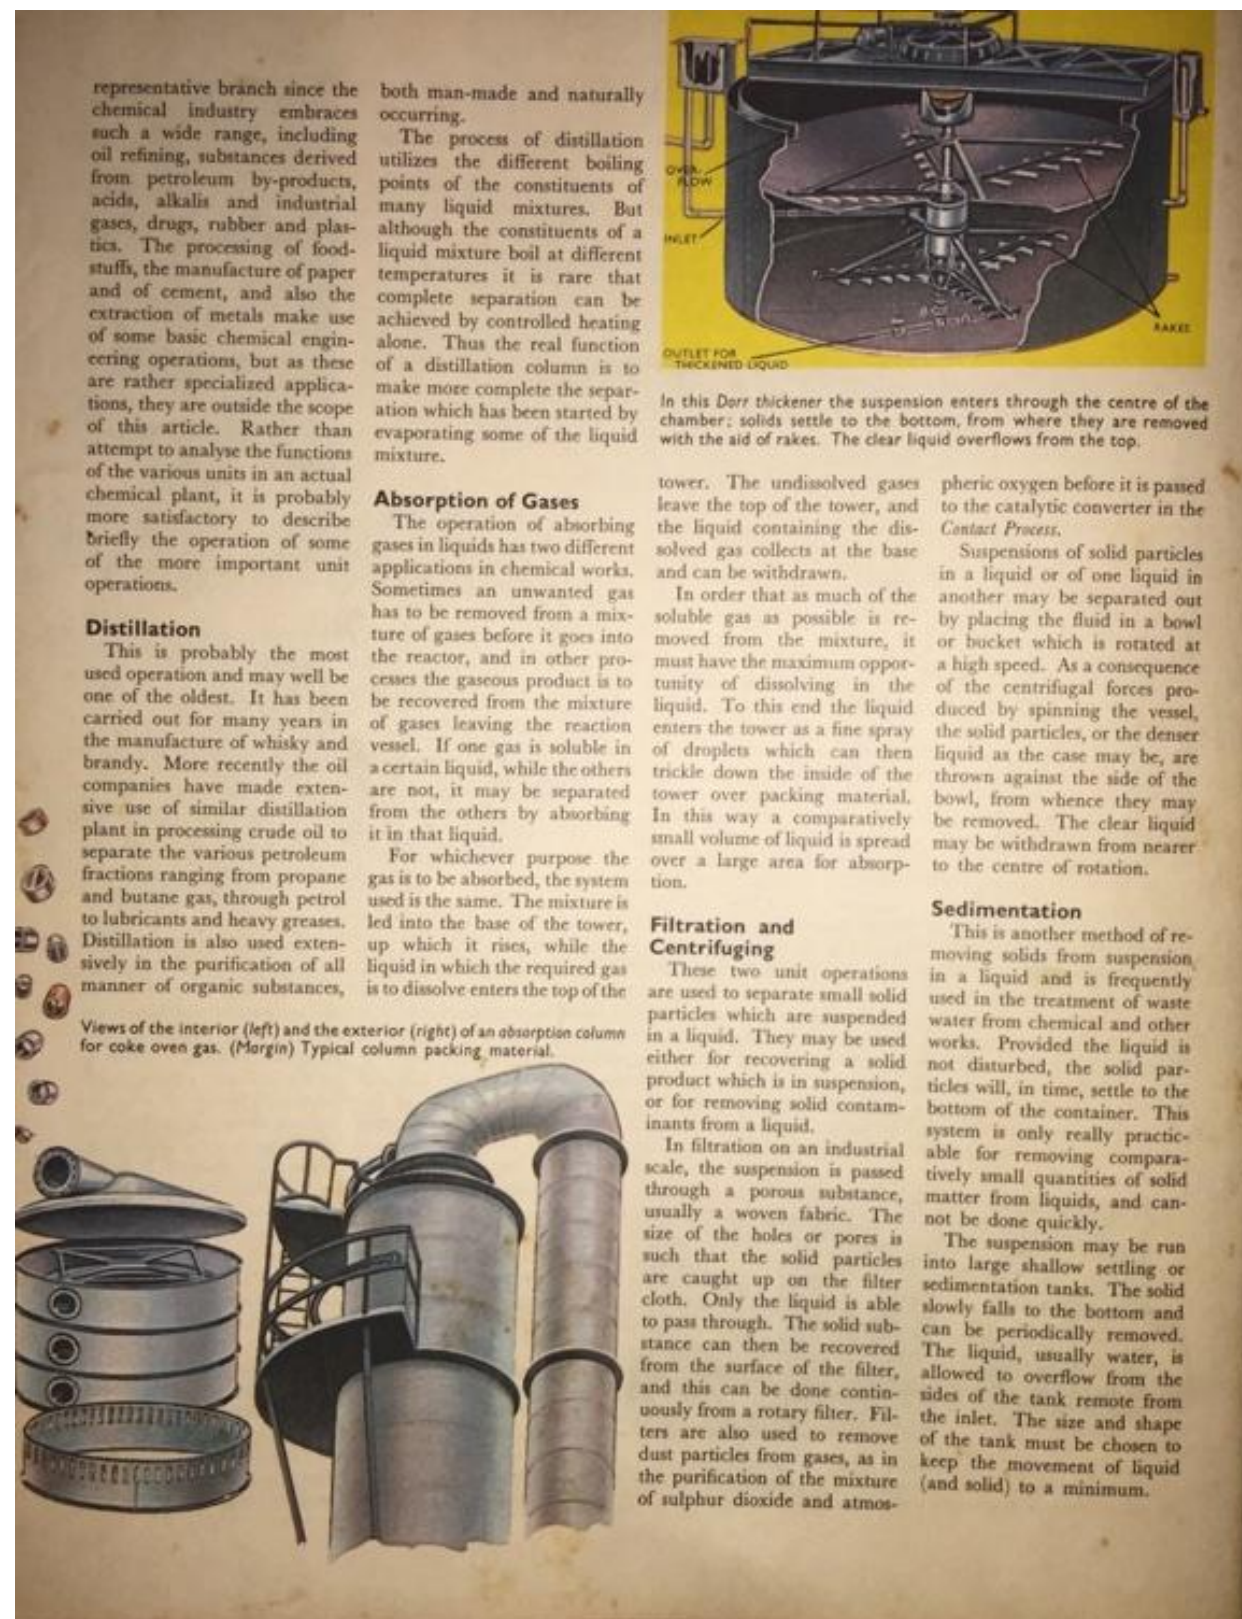 representative branch since the
chemical industry embraces
such a wide range, including
oil refining, substances derived
from petroleum by-products,
acids, alkalis and industrial
gases, drugs, rubber and plas-
tics. The processing of food-
stuffs, the manufacture of paper
and of cement, and also the
extraction of metals make use
of some basic chemical engin-
eering operations, but as these
are rather specialized applica-
tions, they are outside the scope
of this article. Rather than
attempt to analyse the functions
of the various units in an actual
chemical plant, it is probably
more satisfactory to describe
briefly the operation of some
of the more important unit
operations.
Distillation
This is probably the most
used operation and may well be
one of the oldest. It has been
carried out for many years in
the manufacture of whisky and
brandy. More recently the oil
companies have made exten-
sive use of similar distillation
plant in processing crude oil to
separate the various petroleum
fractions ranging from propane
and butane gas, through petrol
to lubricants and heavy greases.
Distillation is also used exten-
sively in the purification of all
manner of organic substances,
both man-made and naturally
occurring.
The process of distillation
utilizes the different boiling
points of the constituents of
many liquid mixtures. But
although the constituents of a
liquid mixture boil at different
temperatures it is rare that
complete separation can be
achieved by controlled heating
alone. Thus the real function
of a distillation column is to
make more complete the separ-
ation which has been started by
evaporating some of the liquid
mixture.
Absorption of Gases
The operation of absorbing
gases in liquids has two different
applications in chemical works.
Sometimes an unwanted gas
has to be removed from a mix-
ture of gases before it goes into
the reactor, and in other pro-
cesses the gaseous product is to
be recovered from the mixture
of gases leaving the reaction
vessel. If one gas is soluble in
a certain liquid, while the others
are not, it may be separated
from the others by absorbing
it in that liquid.
For whichever purpose the
gas is to be absorbed, the system
used is the same. The mixture is
led into the base of the tower,
up which it rises, while the
liquid in which the required gas
is to dissolve enters the top of the
Views of the interior (left) and the exterior (right) of an absorption column
for coke oven gas. (Margin) Typical column packing material.
OVER-
FLOW
INLET
OUTLET FOR
THICKENED LIQUID
RAKES
In this Dorr thickener the suspension enters through the centre of the
chamber; solids settle to the bottom, from where they are removed
with the aid of rakes. The clear liquid overflows from the top.
tower. The undissolved gases
leave the top of the tower, and
the liquid containing the dis-
solved gas collects at the base
and can be withdrawn.
In order that as much of the
soluble gas as possible is re-
moved from the mixture, it
must have the maximum oppor-
tunity of dissolving in the
liquid. To this end the liquid
enters the tower as a fine spray
of droplets which can then
trickle down the inside of the
tower over packing material.
In this way a comparatively
small volume of liquid is spread
over a large area for absorp-
tion.
Filtration and
Centrifuging
These two unit operations
are used to separate small solid
particles which are suspended
in a liquid. They may be used
either for recovering a solid
product which is in suspension,
or for removing solid contam-
inants from a liquid.
In filtration on an industrial
scale, the suspension is passed
through a porous substance,
usually a woven fabric. The
size of the holes or pores is
such that the solid particles
are caught up on the filter
cloth. Only the liquid is able
to pass through. The solid sub-
stance can then be recovered
from the surface of the filter,
and this can be done contin-
uously from a rotary filter. Fil-
ters are also used to remove
dust particles from gases, as in
the purification of the mixture
of sulphur dioxide and atmos-
pheric oxygen before it is passed
to the catalytic converter in the
Contact Process.
Suspensions of solid particles
in a liquid or of one liquid in
another may be separated out
by placing the fluid in a bowl
or bucket which is rotated at
a high speed. As a consequence
of the centrifugal forces pro-
duced by spinning the vessel,
the solid particles, or the denser
liquid as the case may be, are
thrown against the side of the
bowl, from whence they may
be removed. The clear liquid
may be withdrawn from nearer
to the centre of rotation.
Sedimentation
This is another method of re-
moving solids from suspension
in a liquid and is frequently
used in the treatment of waste
water from chemical and other
works. Provided the liquid is
not disturbed, the solid par-
ticles will, in time, settle to the
bottom of the container. This
system is only really practic-
able for removing compara-
tively small quantities of solid
matter from liquids, and can-
not be done quickly.
The suspension may be run
into large shallow settling or
sedimentation tanks. The solid
slowly falls to the bottom and
can be periodically removed.
The liquid, usually water, is
allowed to overflow from the
sides of the tank remote from
the inlet. The size and shape
of the tank must be chosen to
keep the movement of liquid
(and solid) to a minimum.